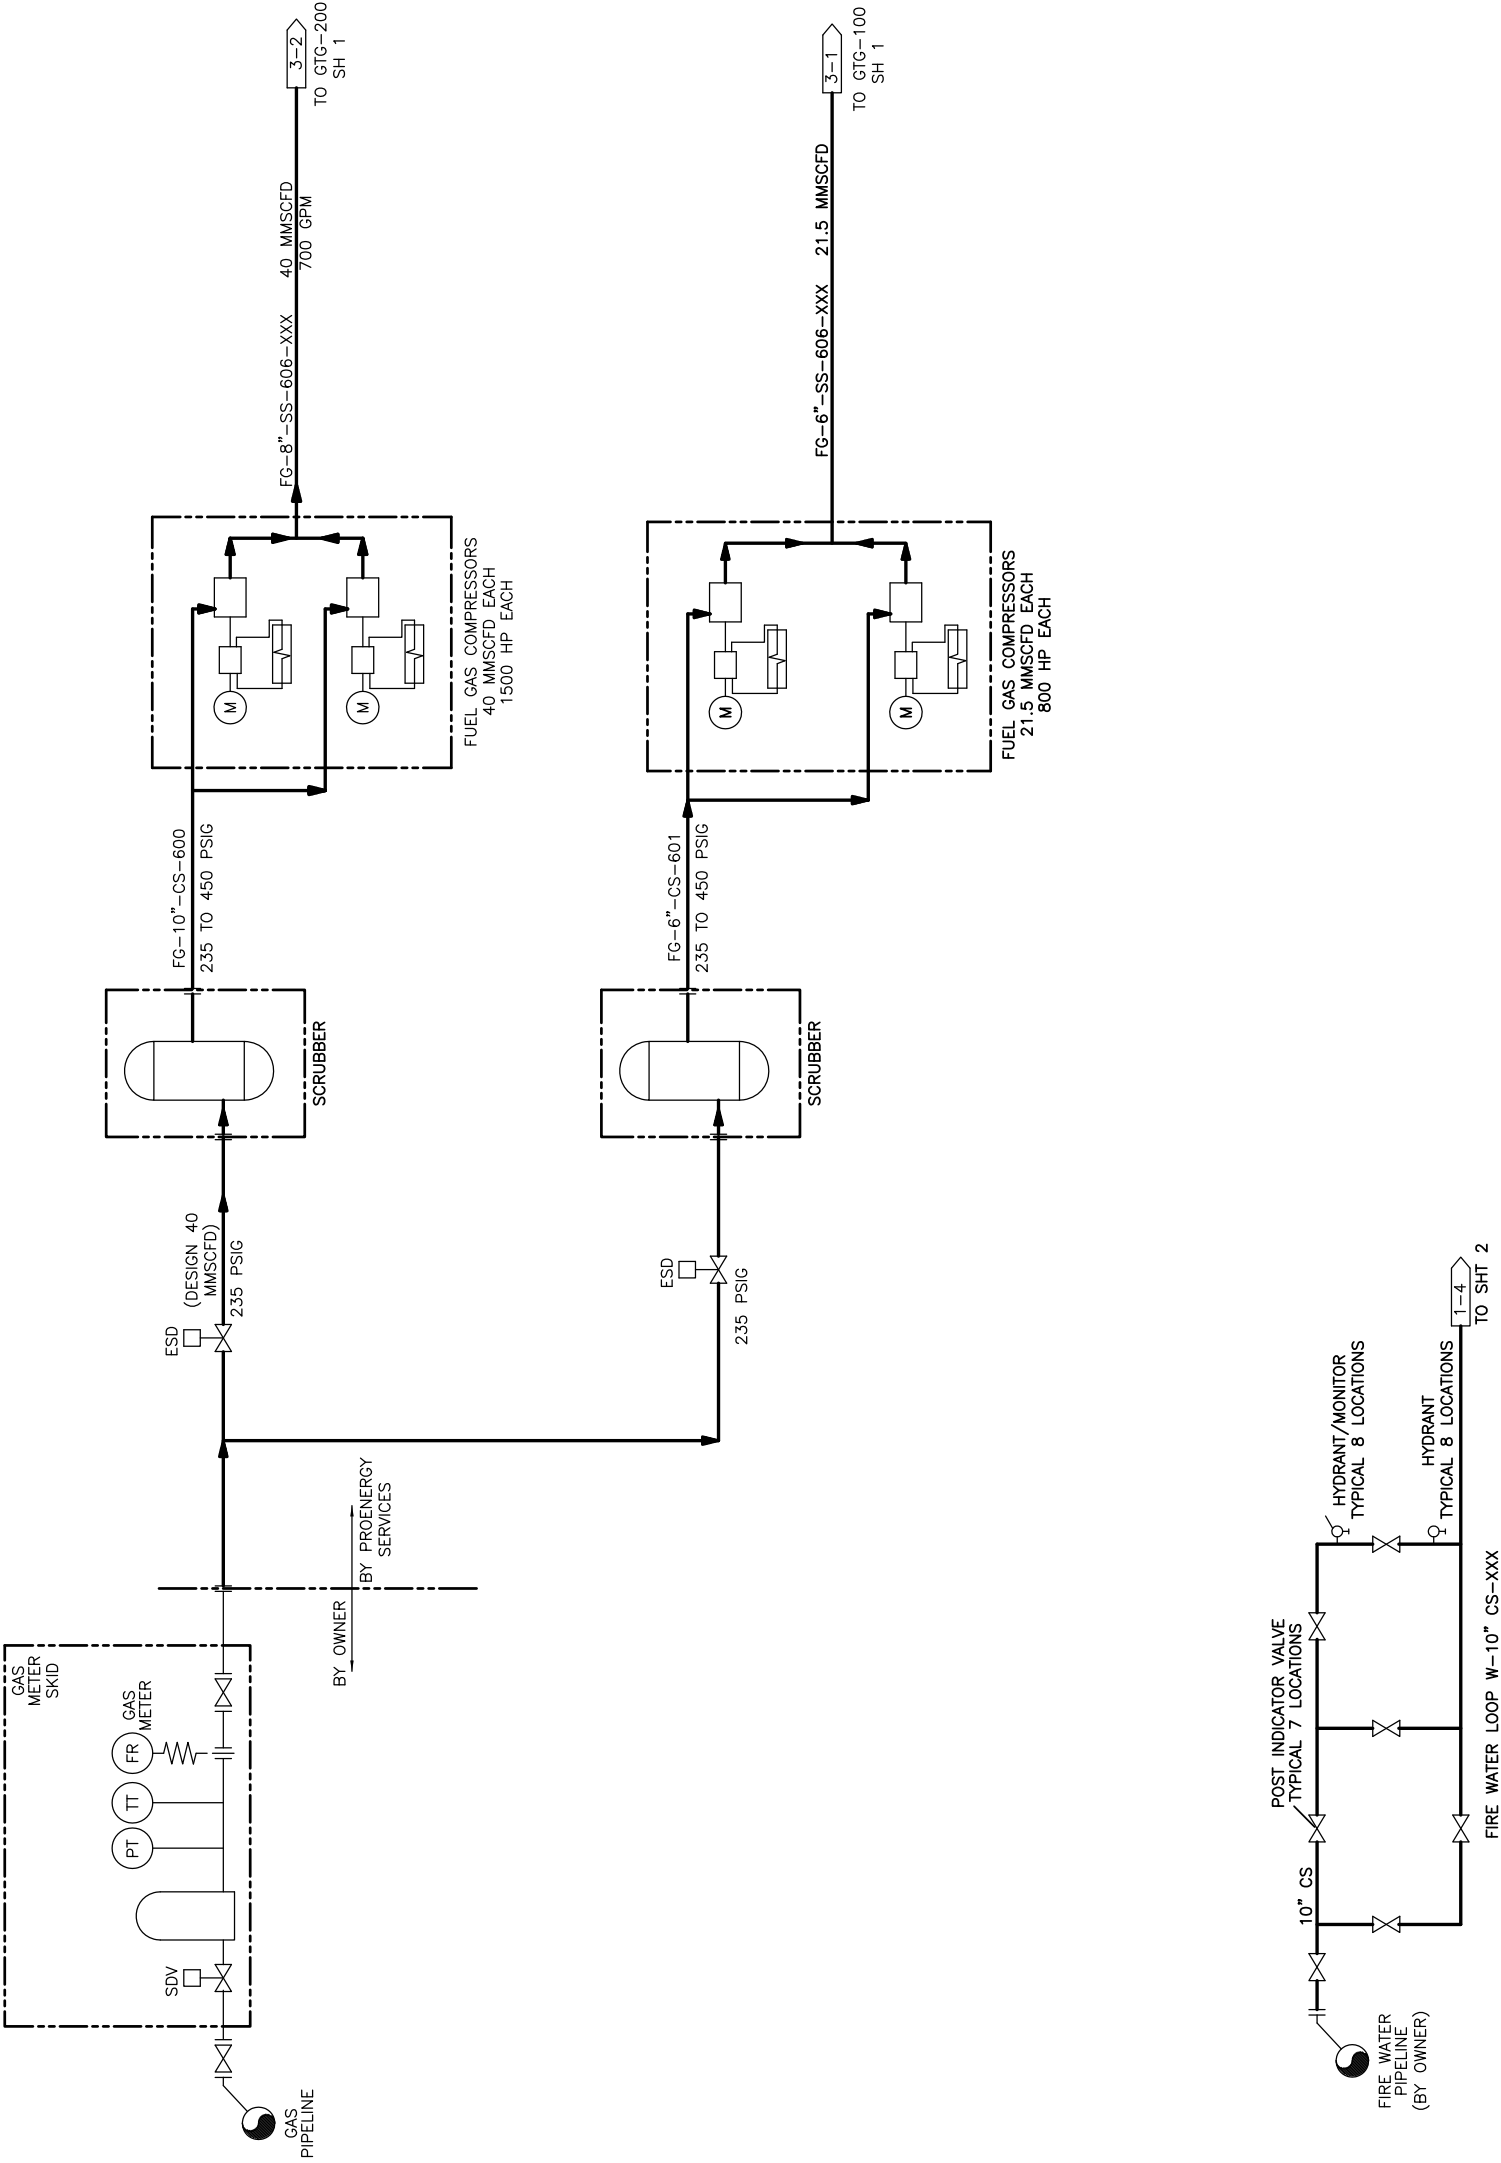 GAS
PIPELINE
GAS
METER
SKID
SDV
PT
TT
FR
GAS
METER
BY OWNER
BY PROENERGY
SERVICES
ESD
(DESIGN 40
MMSCFD)
235 PSIG
SCRUBBER
FG-10"-CS-600
235 TO 450 PSIG
M
M
FUEL GAS COMPRESSORS
40 MMSCFD EACH
1500 HP EACH
FG-8"-SS-606-XXX 40 MMSCFD
700 GPM
3-2
TO GTG-200
SH 1
ESD
235 PSIG
SCRUBBER
FG-6"-CS-601
235 TO 450 PSIG
M
M
FUEL GAS COMPRESSORS
21.5 MMSCFD EACH
800 HP EACH
FG-6"-SS-606-XXX 21.5 MMSCFD
3-1
TO GTG-100
SH 1
FIRE WATER
PIPELINE
(BY OWNER)
10" CS
POST INDICATOR VALVE
TYPICAL 7 LOCATIONS
HYDRANT/MONITOR
TYPICAL 8 LOCATIONS
HYDRANT
TYPICAL 8 LOCATIONS
1-4
TO SHT 2
FIRE WATER LOOP W-10" CS-XXX